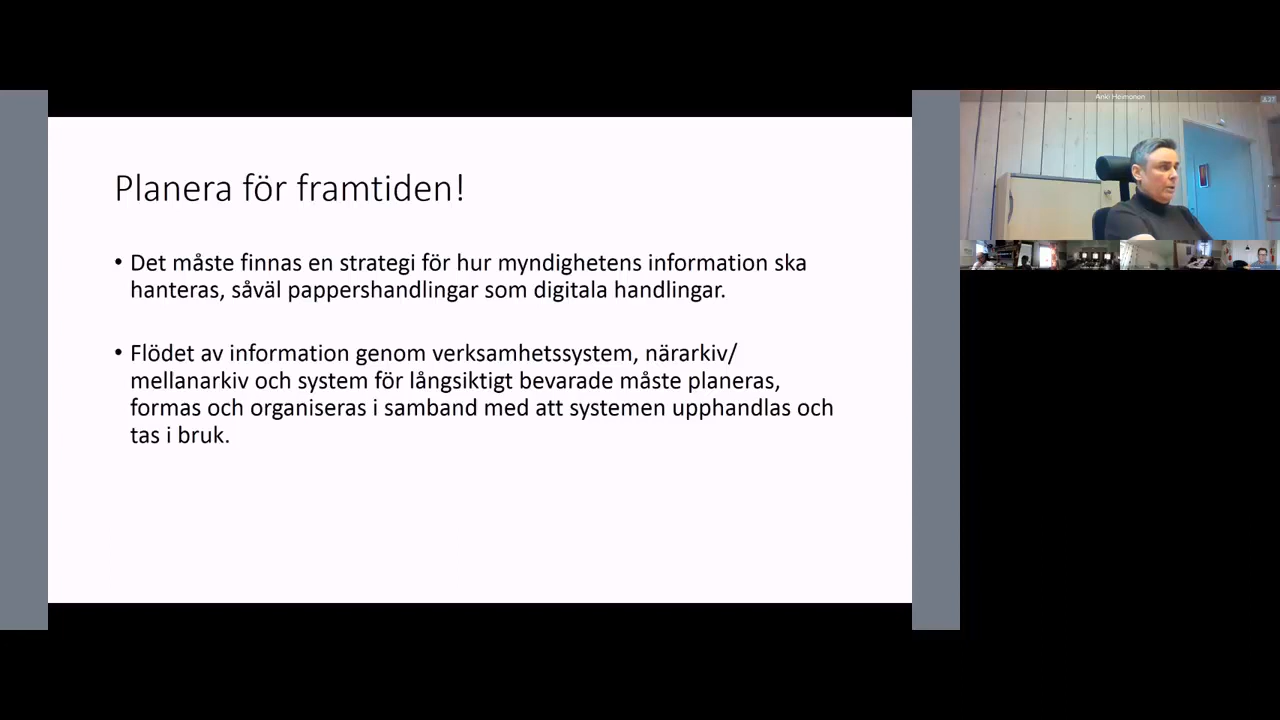 Planera för framtiden!
• Det måste finnas en strategi för hur myndighetens information ska
hanteras, såväl pappershandlingar som digitala handlingar.
• Flödet av information genom verksamhetssystem, närarkiv/
mellanarkiv och system för långsiktigt bevarade måste planeras,
formas och organiseras i samband med att systemen upphandlas och
tas i bruk.